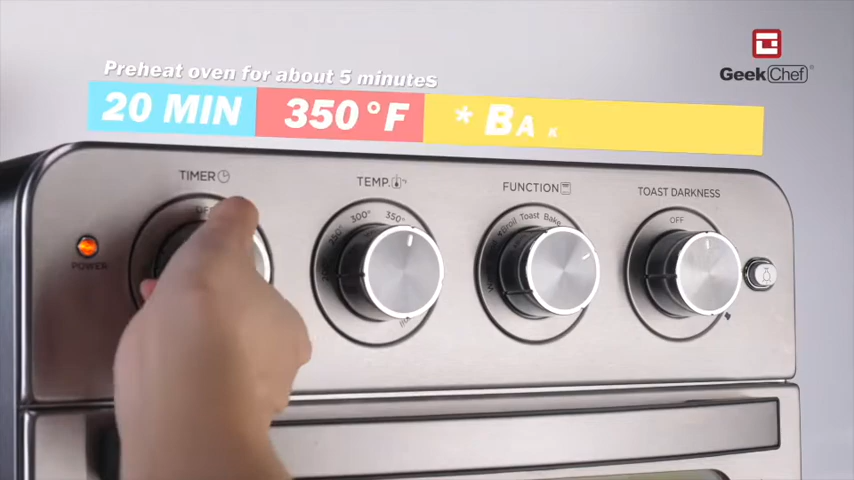 GeekChef®
Preheat oven for about 5 minutes
20 MIN 350°F * BAK
TIMER
TEMP. °F
FUNCTION
TOAST DARKNESS
300° 350°
Broil Toast Bake
OFF
POWER